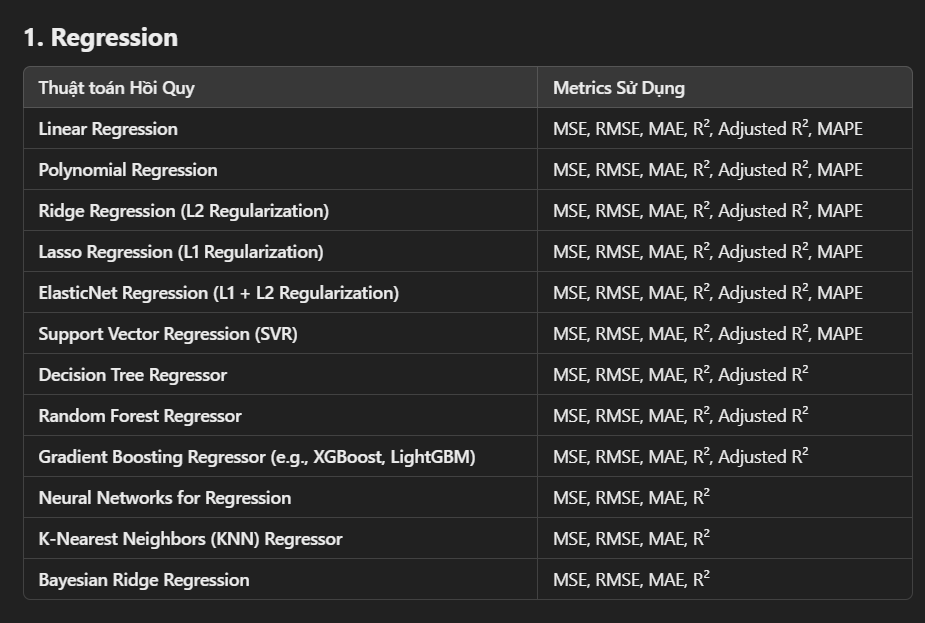 1. Regression
Thuật toán Hồi Quy Metrics Sử Dụng
Linear Regression MSE, RMSE, MAE, R², Adjusted R², MAPE
Polynomial Regression MSE, RMSE, MAE, R², Adjusted R², MAPE
Ridge Regression (L2 Regularization) MSE, RMSE, MAE, R², Adjusted R², MAPE
Lasso Regression (L1 Regularization) MSE, RMSE, MAE, R², Adjusted R², MAPE
ElasticNet Regression (L1 + L2 Regularization) MSE, RMSE, MAE, R², Adjusted R², MAPE
Support Vector Regression (SVR) MSE, RMSE, MAE, R², Adjusted R², MAPE
Decision Tree Regressor MSE, RMSE, MAE, R², Adjusted R²
Random Forest Regressor MSE, RMSE, MAE, R², Adjusted R²
Gradient Boosting Regressor (e.g., XGBoost, LightGBM) MSE, RMSE, MAE, R², Adjusted R²
Neural Networks for Regression MSE, RMSE, MAE, R²
K-Nearest Neighbors (KNN) Regressor MSE, RMSE, MAE, R²
Bayesian Ridge Regression MSE, RMSE, MAE, R²